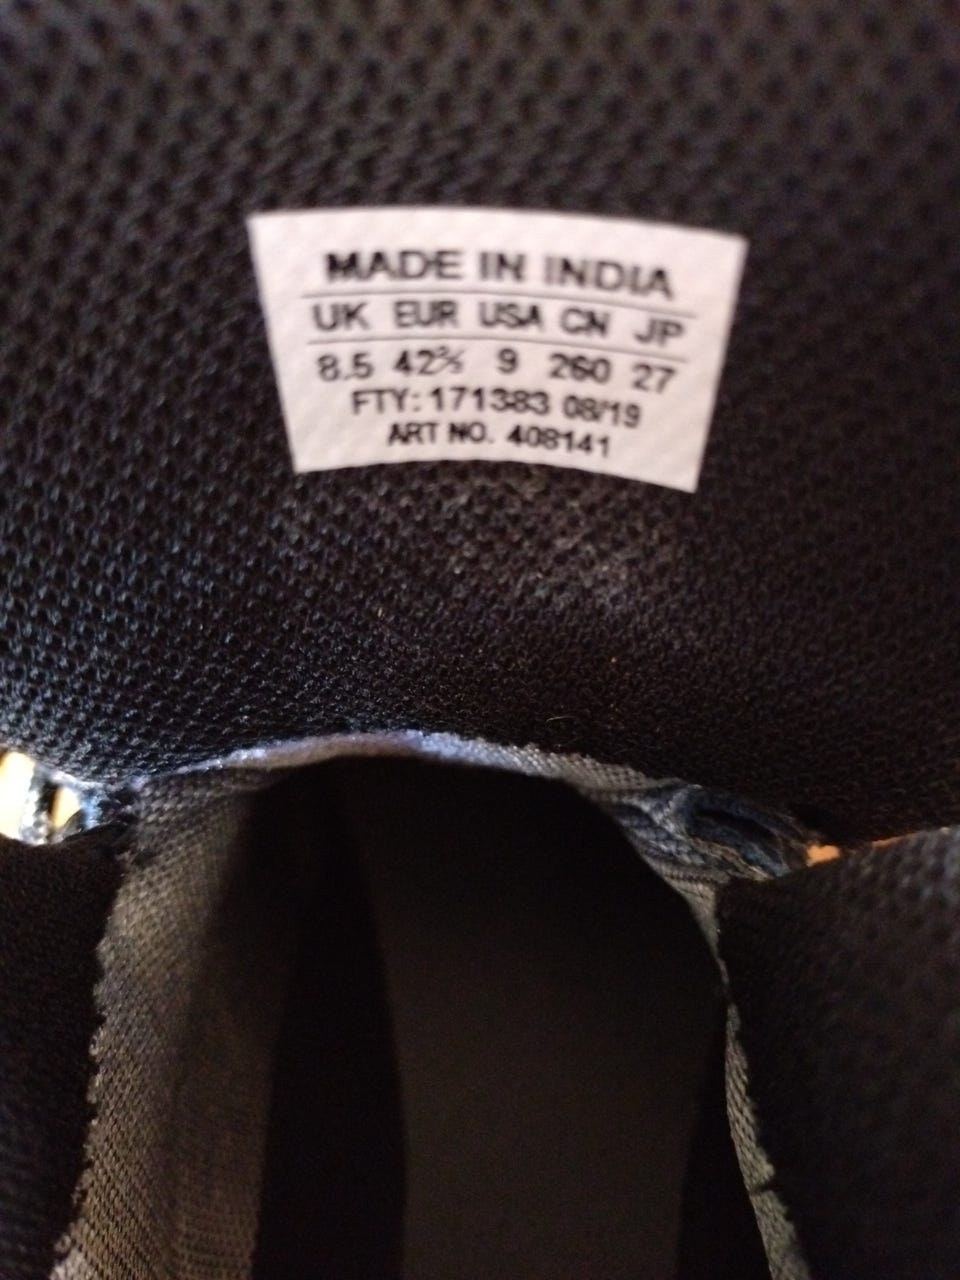 MADE IN INDIA
UK EUR USA CN JP
8.5 42⅔ 9 260 27
FTY: 171383 08/19
ART NO. 408141